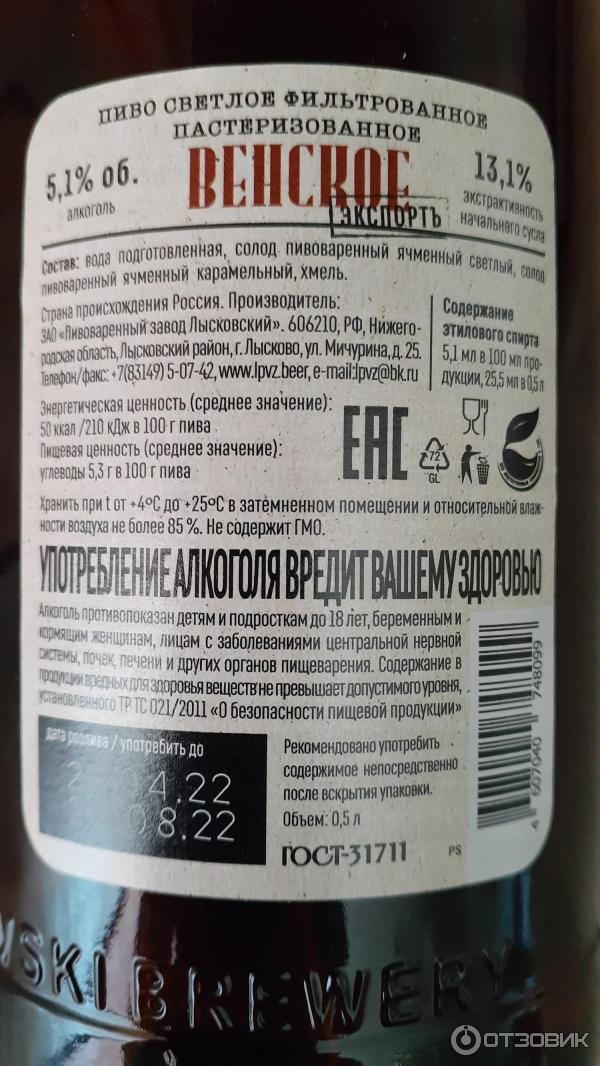 ПИВО СВЕТЛОЕ ФИЛЬТРОВАННОЕ
ПАСТЕРИЗОВАННОЕ
5,1% об.
алкоголь
ВЕНСКОЕ
ЭКСПОРТЪ
13,1%
экстрактивность
начального сусла
Состав: вода подготовленная, солод пивоваренный ячменный светлый, солод
пивоваренный ячменный карамельный, хмель.
Страна происхождения Россия. Производитель:
ЗАО «Пивоваренный завод Лысковский». 606210, РФ, Нижего-
родская область, Лысковский район, г. Лысково, ул. Мичурина, д. 25.
Телефон/факс: +7(83149) 5-07-42, www.lpvz.beer, e-mail:lpvz@bk.ru
Содержание
этилового спирта
5,1 мл в 100 мл про-
дукции, 25,5 мл в 0,5 л
Энергетическая ценность (среднее значение):
50 ккал /210 кДж в 100 г пива
Пищевая ценность (среднее значение):
углеводы 5,3 г в 100 г пива
ЕАС
72
GL
Хранить при t от +4°С до +25°С в затемненном помещении и относительной влаж-
ности воздуха не более 85 %. Не содержит ГМО.
УПОТРЕБЛЕНИЕ АЛКОГОЛЯ ВРЕДИТ ВАШЕМУ ЗДОРОВЬЮ
Алкоголь противопоказан детям и подросткам до 18 лет, беременным и
кормящим женщинам, лицам с заболеваниями центральной нервной
системы, почек, печени и других органов пищеварения. Содержание в
продукции вредных для здоровья веществ не превышает допустимого уровня,
установленного ТР ТС 021/2011 «О безопасности пищевой продукции»
дата розлива / употребить до
04.22
08.22
Рекомендовано употребить
содержимое непосредственно
после вскрытия упаковки.
Объем: 0,5 л
ГОСТ-31711
PS
4 607040 748099
VSKI BREWERY
ОТЗОВИК